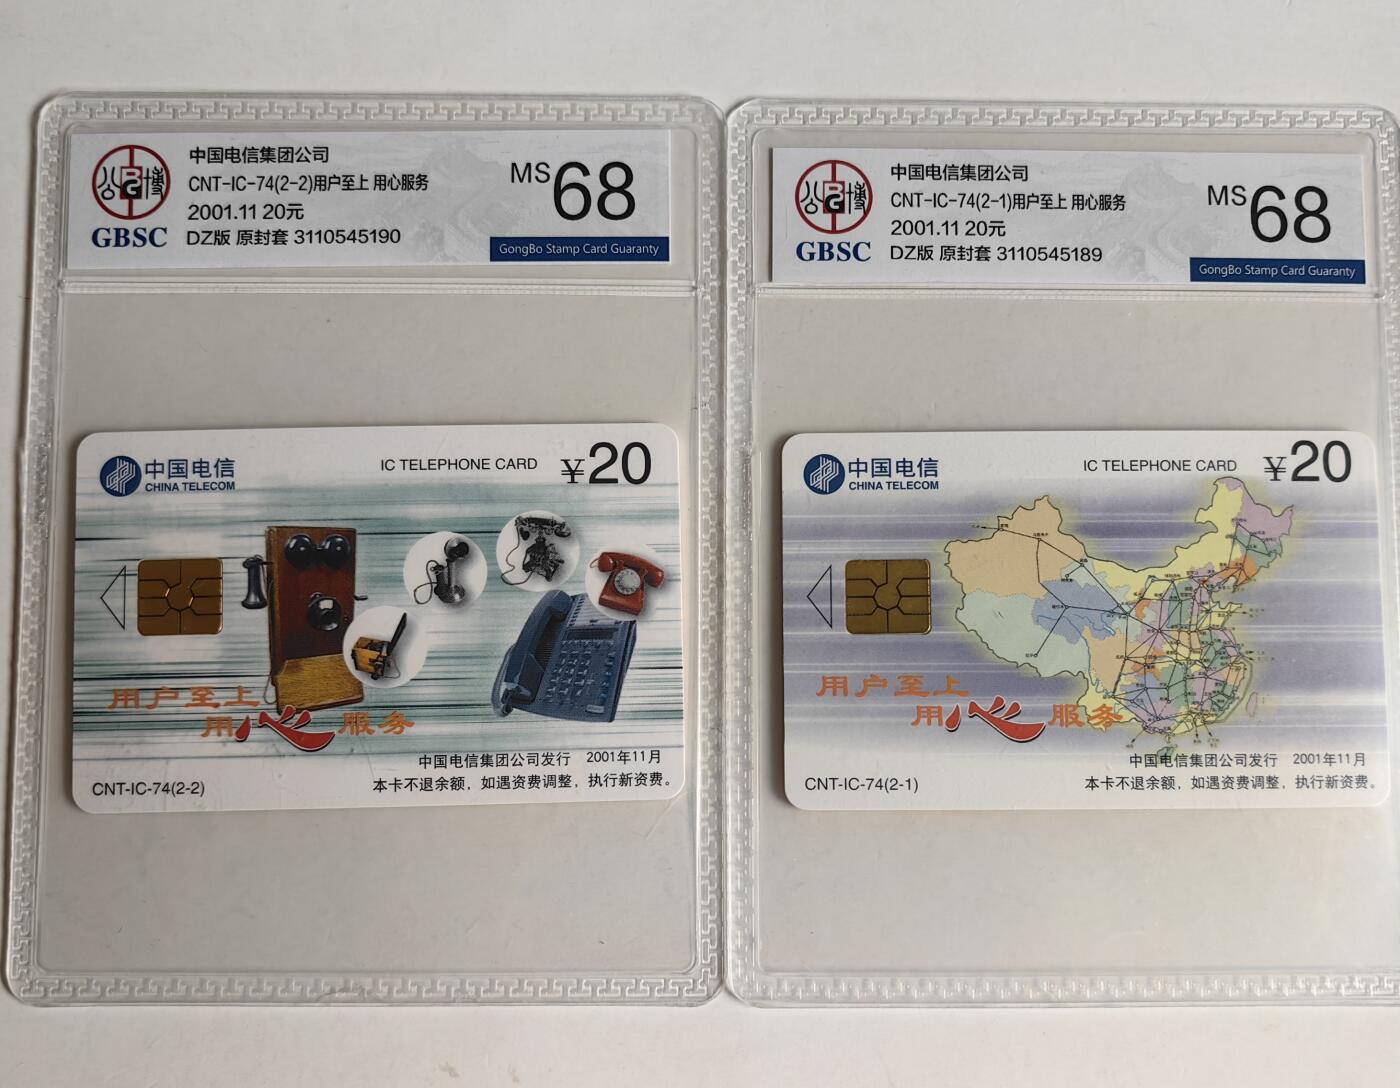 中国电信集团公司
CNT-IC-74(2-2)用户至上 用心服务
2001.11 20元
DZ版 原封套 3110545190
MS 68
公 博
GBSC
GongBo Stamp Card Guaranty
中国电信
CHINA TELECOM
IC TELEPHONE CARD
¥20
用户至上
用心服务
中国电信集团公司发行 2001年11月
CNT-IC-74(2-2)
本卡不退余额，如遇资费调整，执行新资费。
中国电信集团公司
CNT-IC-74(2-1)用户至上 用心服务
2001.11 20元
DZ版 原封套 3110545189
MS 68
公 博
GBSC
GongBo Stamp Card Guaranty
中国电信
CHINA TELECOM
IC TELEPHONE CARD
¥20
用户至上
用心服务
中国电信集团公司发行 2001年11月
CNT-IC-74(2-1)
本卡不退余额，如遇资费调整，执行新资费。